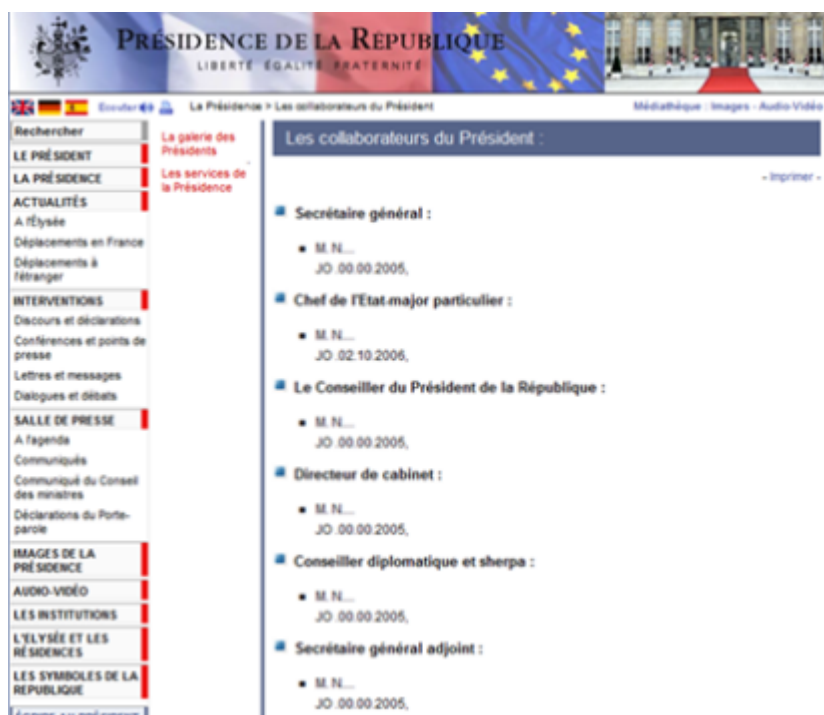 PRÉSIDENCE DE LA RÉPUBLIQUE
LIBERTÉ ÉGALITÉ FRATERNITÉ
Ecouter
La Présidence > Les collaborateurs du Président
Médiathèque : Images - Audio-Vidéo
Rechercher
LE PRÉSIDENT
LA PRÉSIDENCE
ACTUALITÉS
A l'Élysée
Déplacements en France
Déplacements à
l'étranger
INTERVENTIONS
Discours et déclarations
Conférences et points de
presse
Lettres et messages
Dialogues et débats
SALLE DE PRESSE
A l'agenda
Communiqués
Communiqué du Conseil
des ministres
Déclarations du Porte-
parole
IMAGES DE LA
PRÉSIDENCE
AUDIO-VIDÉO
LES INSTITUTIONS
L'ELYSÉE ET LES
RÉSIDENCES
LES SYMBOLES DE LA
REPUBLIQUE
ÉCRIRE AU PRÉSIDENT
La galerie des
Présidents
Les services de
la Présidence
Les collaborateurs du Président :
- Imprimer -
Secrétaire général :
M. N....
JO .00.00.2005,
Chef de l'Etat-major particulier :
M. N....
JO .02.10.2006,
Le Conseiller du Président de la République :
M. N....
JO .00.00.2005,
Directeur de cabinet :
M. N....
JO .00.00.2005,
Conseiller diplomatique et sherpa :
M. N....
JO .00.00.2005,
Secrétaire général adjoint :
M. N....
JO .00.00.2005,